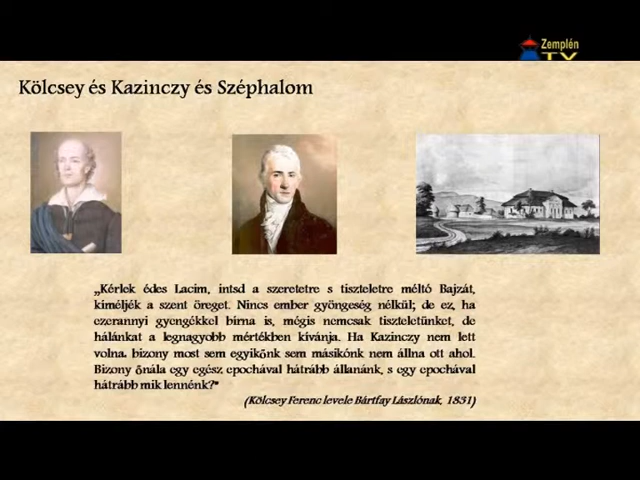 Zemplén
TV
Kölcsey és Kazinczy és Széphalom
„Kérlek édes Lacim, intsd a szeretetre s tiszteletre méltó Bajzát,
kíméljék a szent öreget. Nincs ember gyöngeség nélkül; de ez, ha
ezerannyi gyengékkel bírna is, mégis nemcsak tiszteletünket, de
hálánkat a legnagyobb mértékben kívánja. Ha Kazinczy nem lett
volna, bizony most sem egyikőnk sem másikónk nem állna ott ahol.
Bizony őnála egy egész epochával hátrább állanánk, s egy epochával
hátrább mik lennénk?"
(Kölcsey Ferenc levele Bártfay Lászlónak, 1831)